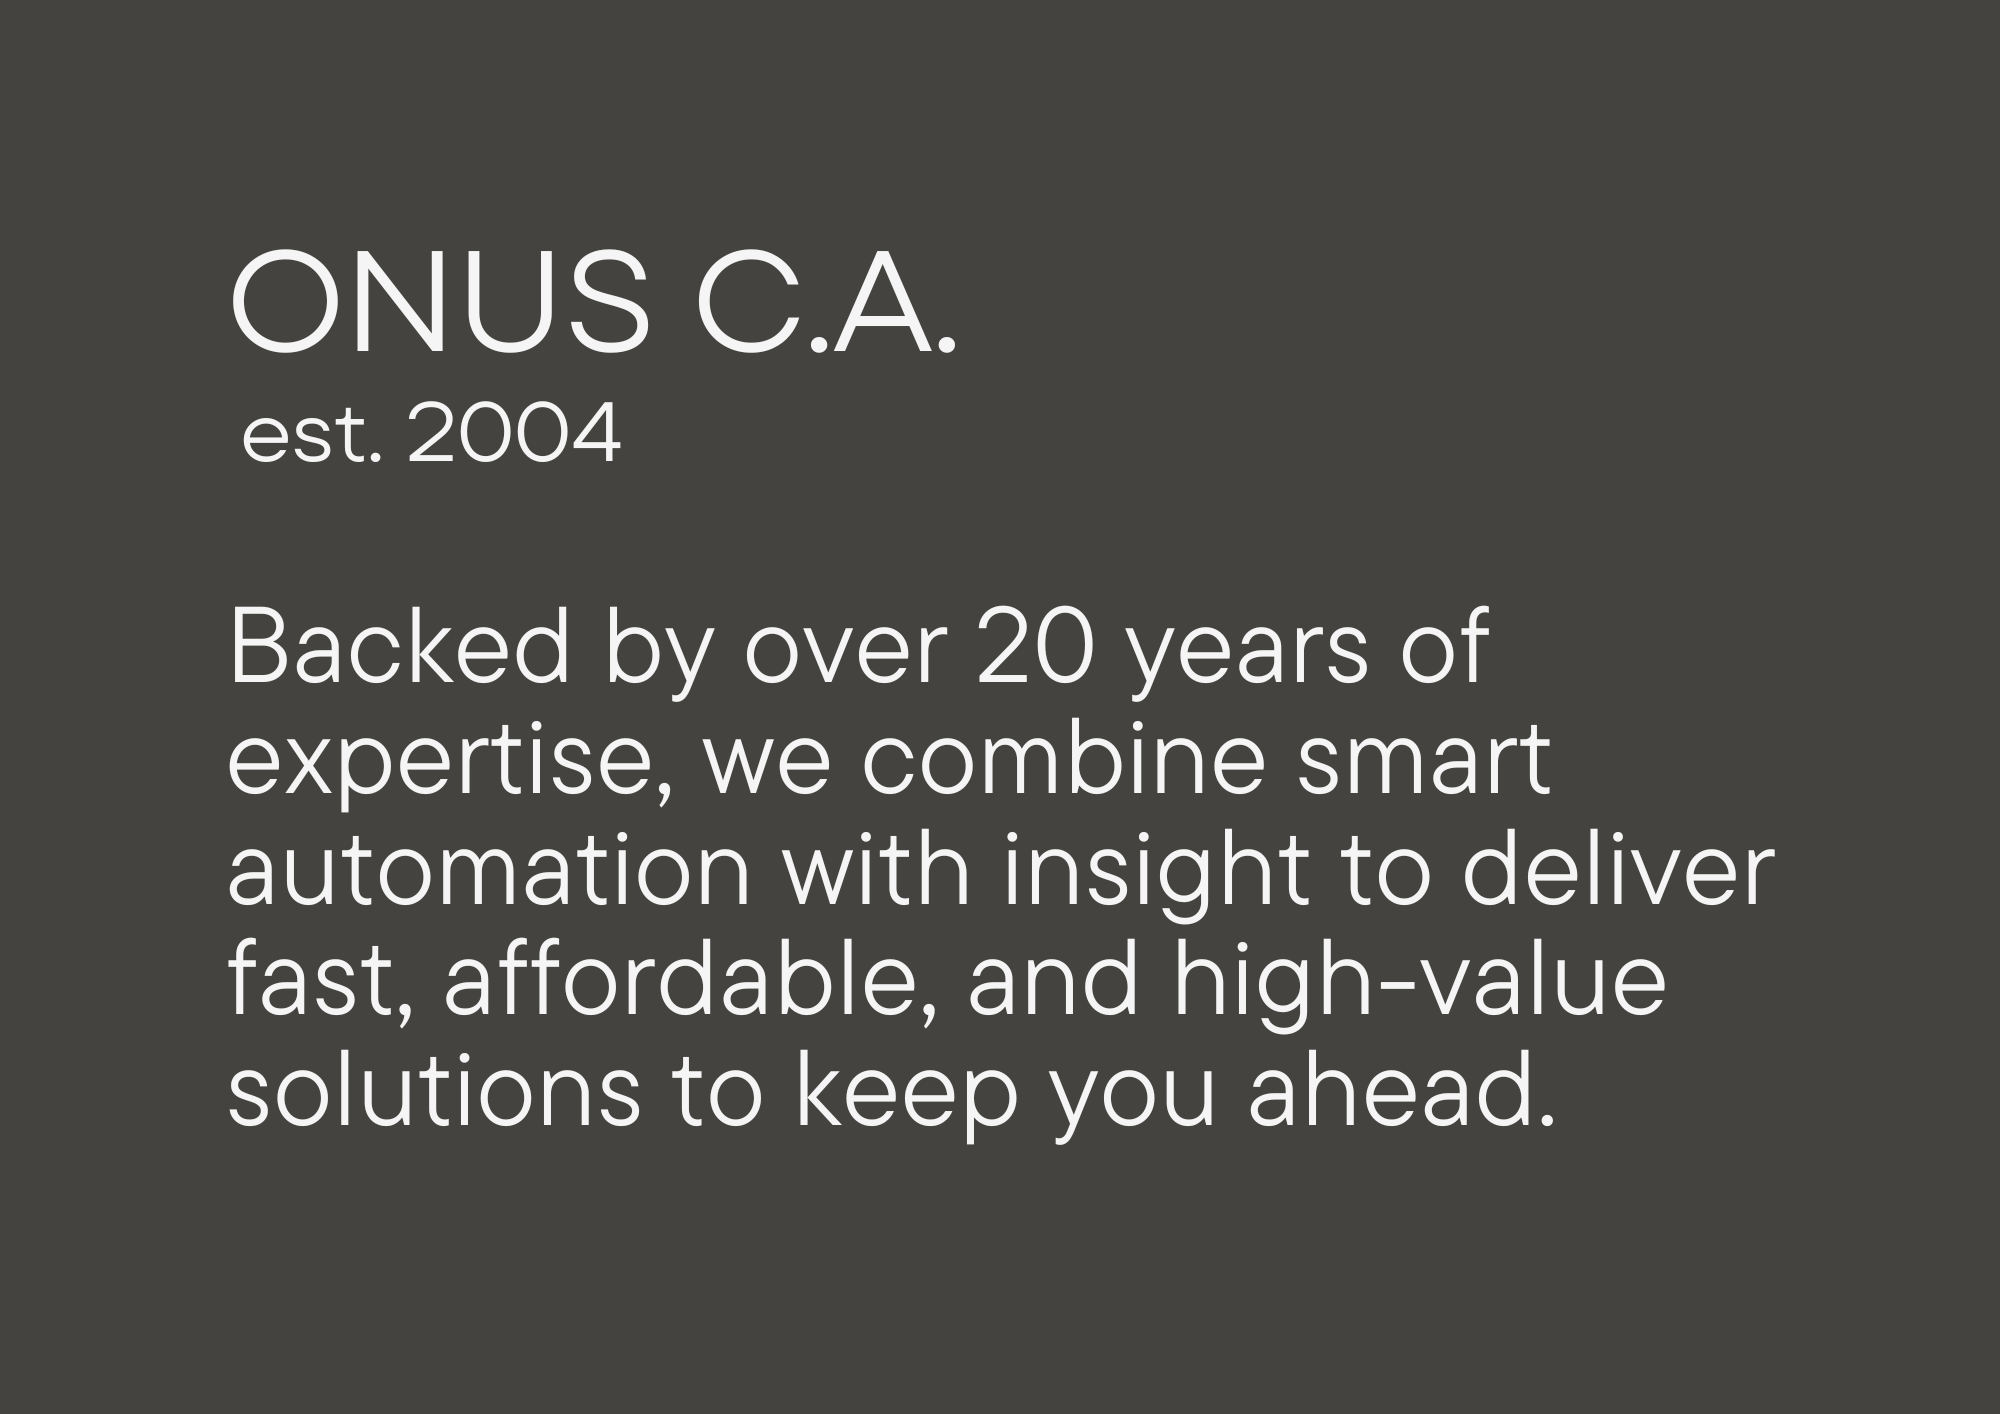 ONUS C.A.
est. 2004
Backed by over 20 years of
expertise, we combine smart
automation with insight to deliver
fast, affordable, and high-value
solutions to keep you ahead.